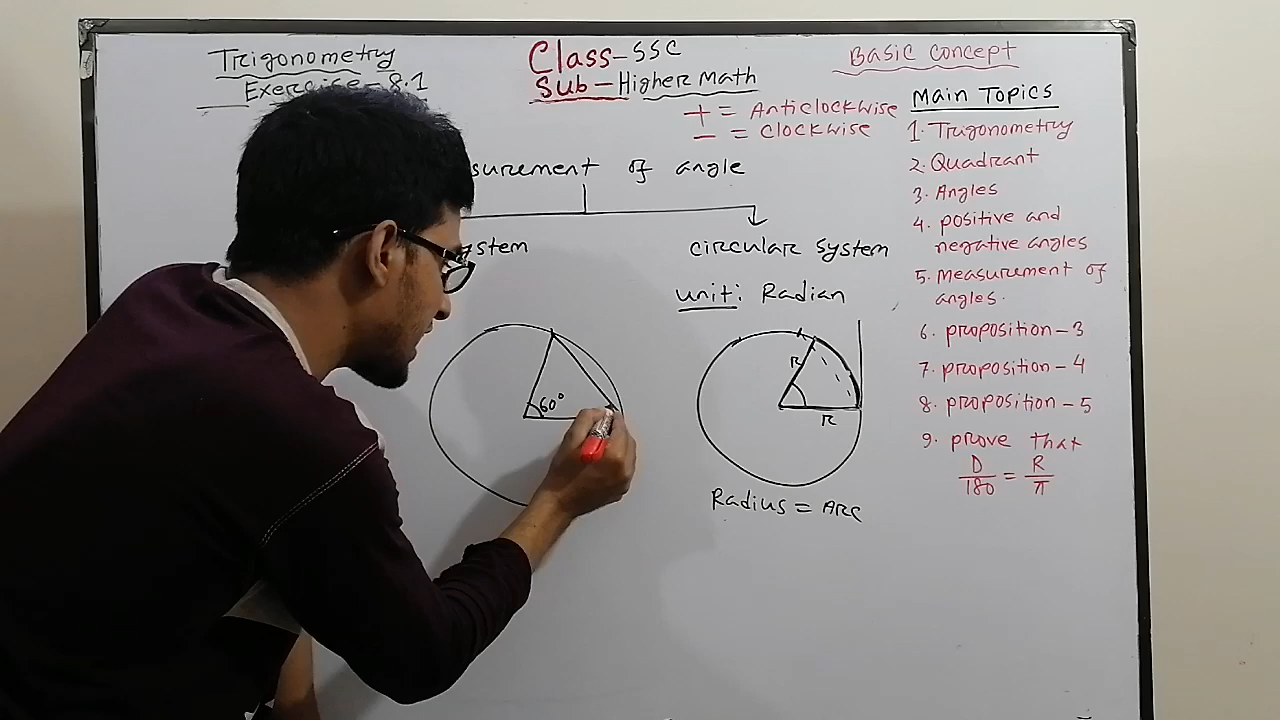 Trigonometry
Exercise-8.1
Class-SSC
Sub-Higher Math
+ = Anticlockwise
- = Clockwise
surement of angle
ystem
60°
circular system
unit: Radian
R
R
Radius = Arc
Basic Concept
Main Topics
1. Trigonometry
2. Quadrant
3. Angles
4. positive and
negative angles
5. Measurement of
angles.
6. proposition-3
7. proposition-4
8. proposition-5
9. prove that
D/180 = R/π